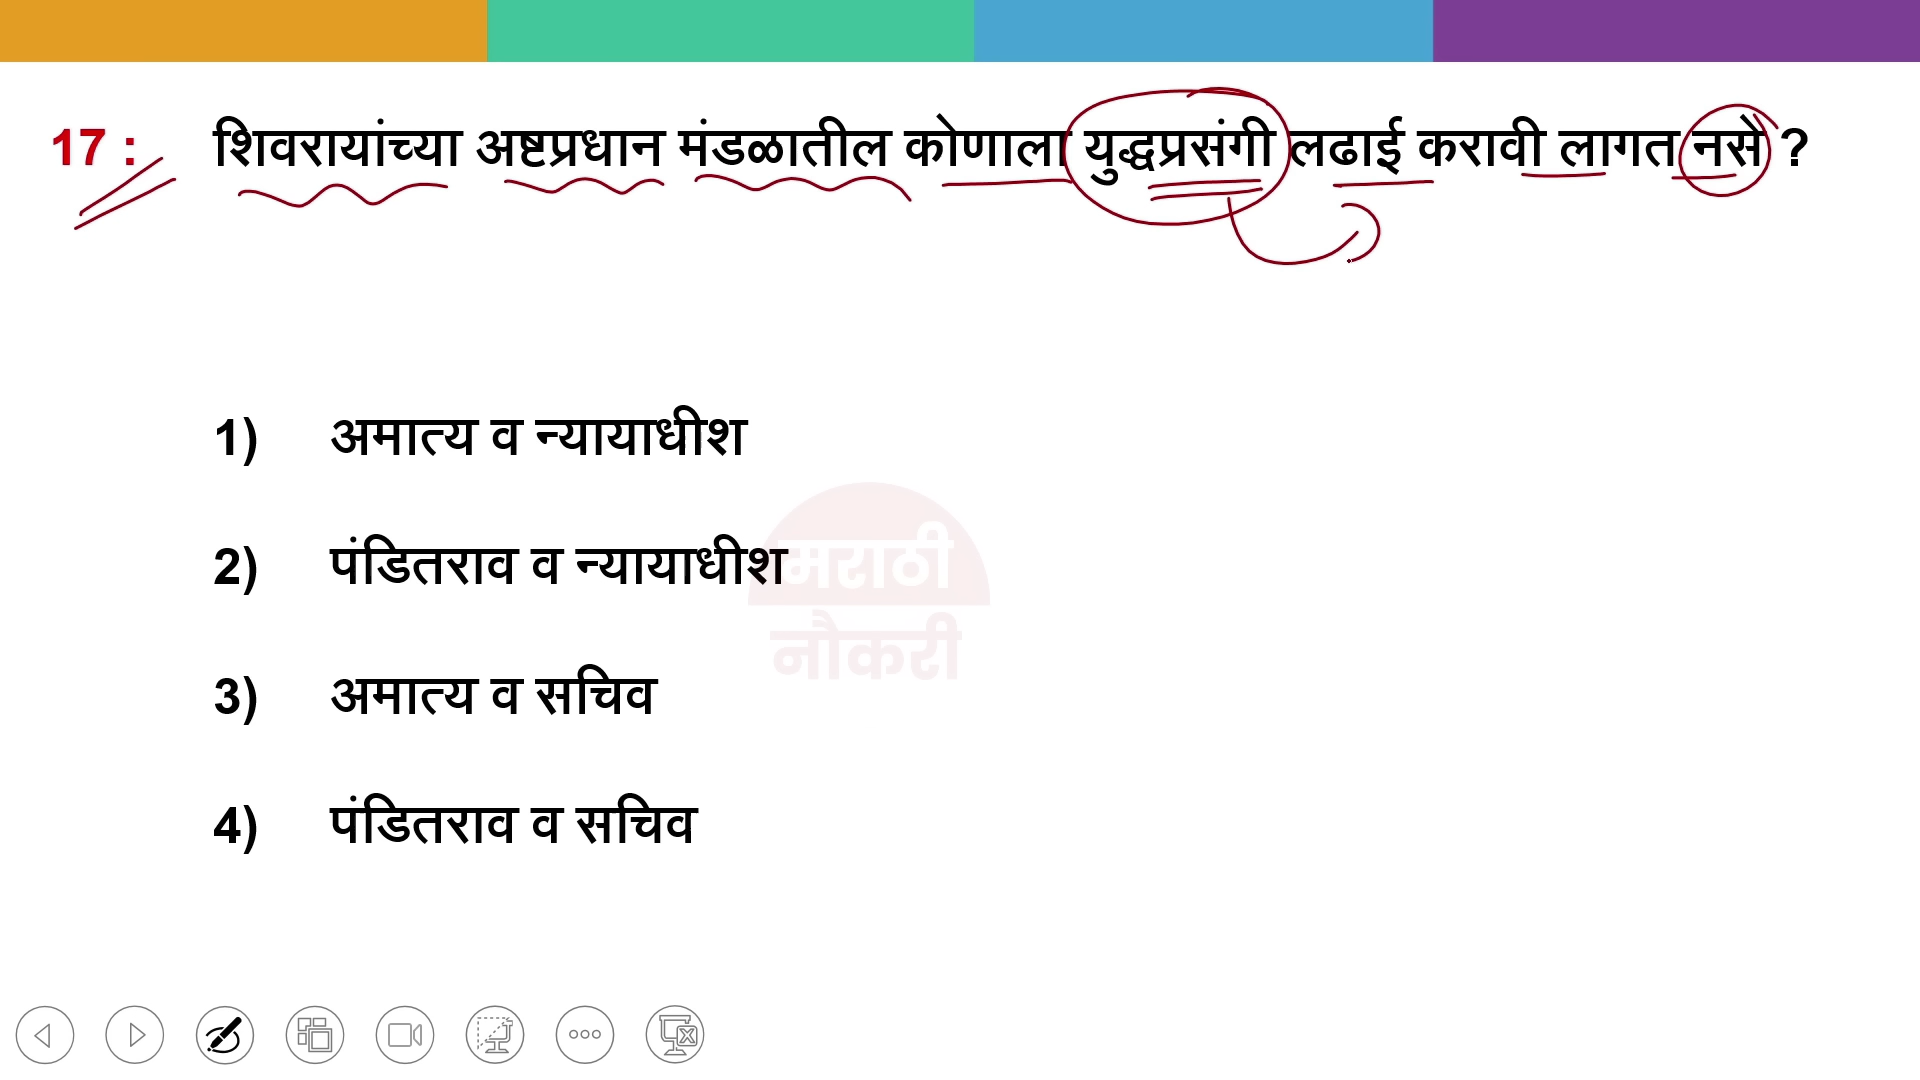 17 : शिवरायांच्या अष्टप्रधान मंडळातील कोणाला युद्धप्रसंगी लढाई करावी लागत नसे ?
1) अमात्य व न्यायाधीश
2) पंडितराव व न्यायाधीश
मराठी
नौकरी
3) अमात्य व सचिव
4) पंडितराव व सचिव